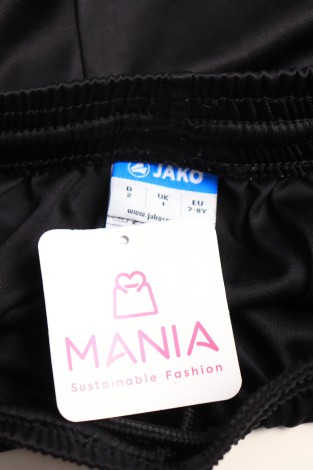 JAKO
D UK EU
2 1 7-8Y
MANIA
Sustainable Fashion